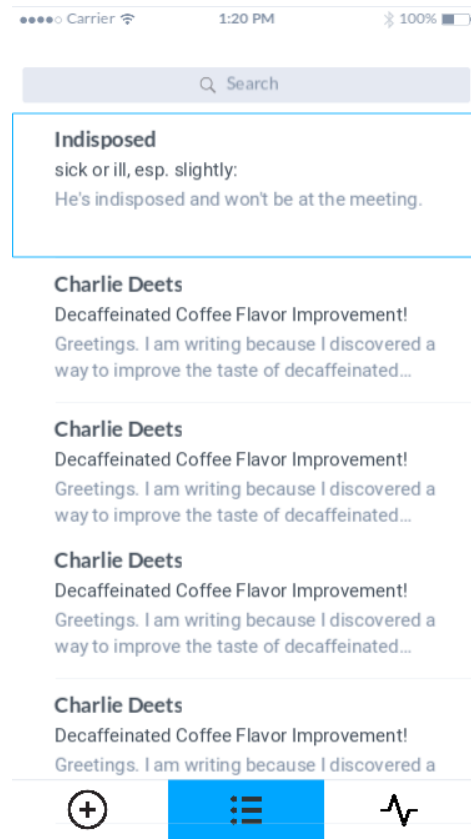 Carrier 1:20 PM 100%
Search
Indisposed
sick or ill, esp. slightly:
He's indisposed and won't be at the meeting.
Charlie Deets
Decaffeinated Coffee Flavor Improvement!
Greetings. I am writing because I discovered a
way to improve the taste of decaffeinated...
Charlie Deets
Decaffeinated Coffee Flavor Improvement!
Greetings. I am writing because I discovered a
way to improve the taste of decaffeinated...
Charlie Deets
Decaffeinated Coffee Flavor Improvement!
Greetings. I am writing because I discovered a
way to improve the taste of decaffeinated...
Charlie Deets
Decaffeinated Coffee Flavor Improvement!
Greetings. I am writing because I discovered a